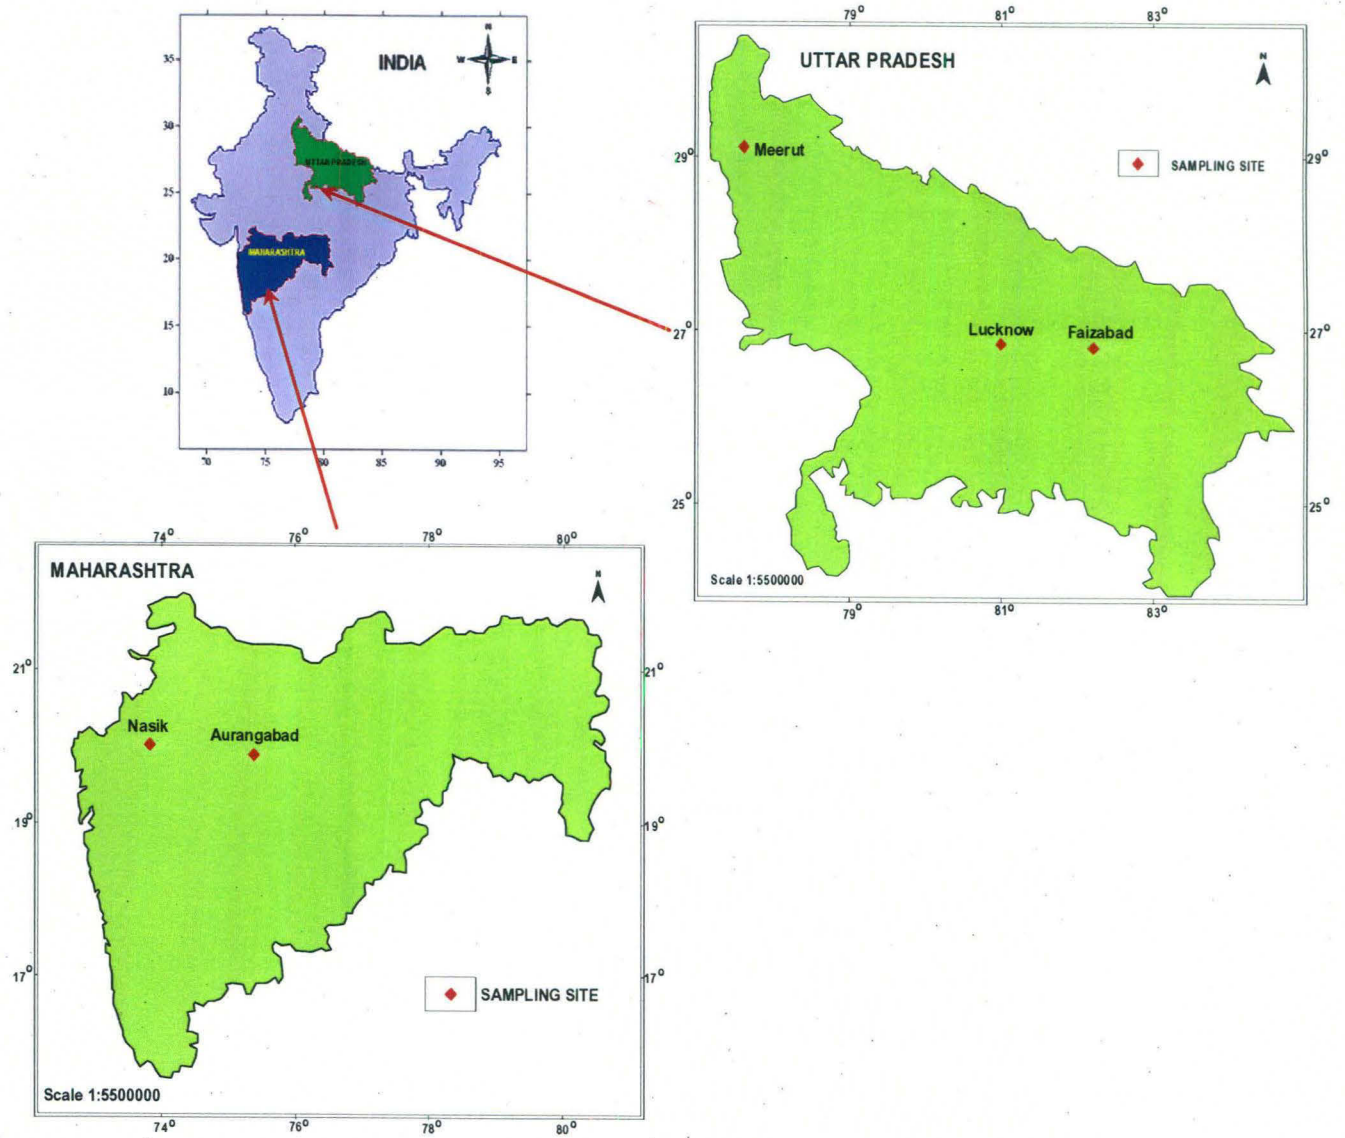 INDIA
N
W
E
S
35
30
25
20
15
10
UTTAR PRADESH
MAHARASHTRA
70
75
80
85
90
95
79°
81°
83°
UTTAR PRADESH
N
Meerut
SAMPLING SITE
29°
29°
Lucknow
Faizabad
27°
27°
25°
25°
Scale 1:5500000
79°
81°
83°
74°
76°
78°
80°
MAHARASHTRA
N
21°
21°
Nasik
Aurangabad
19°
19°
17°
17°
SAMPLING SITE
Scale 1:5500000
74°
76°
78°
80°